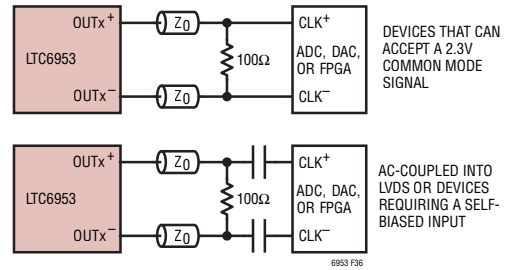 OUTx+
Z0
CLK+
LTC6953
100Ω
ADC, DAC,
OR FPGA
OUTx–
Z0
CLK–
DEVICES THAT CAN
ACCEPT A 2.3V
COMMON MODE
SIGNAL
OUTx+
Z0
CLK+
LTC6953
100Ω
ADC, DAC,
OR FPGA
OUTx–
Z0
CLK–
AC-COUPLED INTO
LVDS OR DEVICES
REQUIRING A SELF-
BIASED INPUT
6953 F36